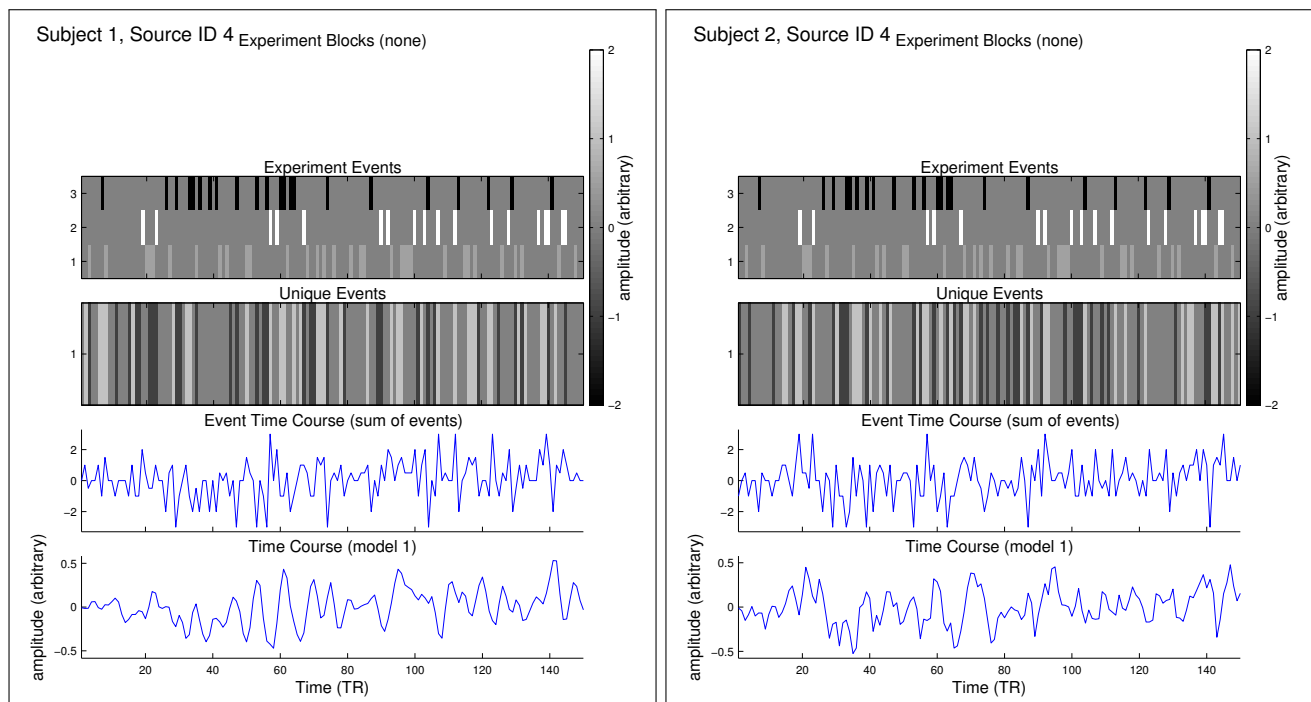 Subject 1, Source ID 4 Experiment Blocks (none)
2
1
0
−1
−2
amplitude (arbitrary)
Experiment Events
3
2
1
Unique Events
1
Event Time Course (sum of events)
2
0
−2
Time Course (model 1)
0.5
0
−0.5
amplitude (arbitrary)
20 40 60 80 100 120 140
Time (TR)
Subject 2, Source ID 4 Experiment Blocks (none)
2
1
0
−1
−2
amplitude (arbitrary)
Experiment Events
3
2
1
Unique Events
1
Event Time Course (sum of events)
2
0
−2
Time Course (model 1)
0.5
0
−0.5
amplitude (arbitrary)
20 40 60 80 100 120 140
Time (TR)